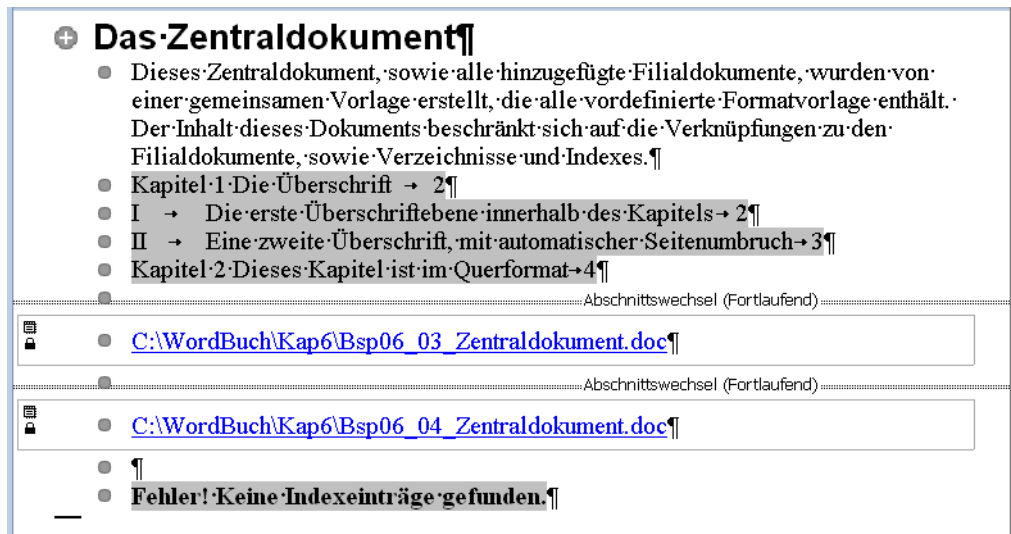 Das·Zentraldokument¶
Dieses·Zentraldokument,·sowie·alle·hinzugefügte·Filialdokumente,·wurden·von·
einer·gemeinsamen·Vorlage·erstellt,·die·alle·vordefinierte·Formatvorlage·enthält.·
Der·Inhalt·dieses·Dokuments·beschränkt·sich·auf·die·Verknüpfungen·zu·den·
Filialdokumente,·sowie·Verzeichnisse·und·Indexes.¶
Kapitel·1·Die·Überschrift → 2¶
I → Die·erste·Überschriftebene·innerhalb·des·Kapitels→2¶
II → Eine·zweite·Überschrift,·mit·automatischer·Seitenumbruch→3¶
Kapitel·2·Dieses·Kapitel·ist·im·Querformat→4¶
Abschnittswechsel (Fortlaufend)
C:\WordBuch\Kap6\Bsp06_03_Zentraldokument.doc¶
Abschnittswechsel (Fortlaufend)
C:\WordBuch\Kap6\Bsp06_04_Zentraldokument.doc¶
¶
Fehler!·Keine·Indexeinträge·gefunden.¶